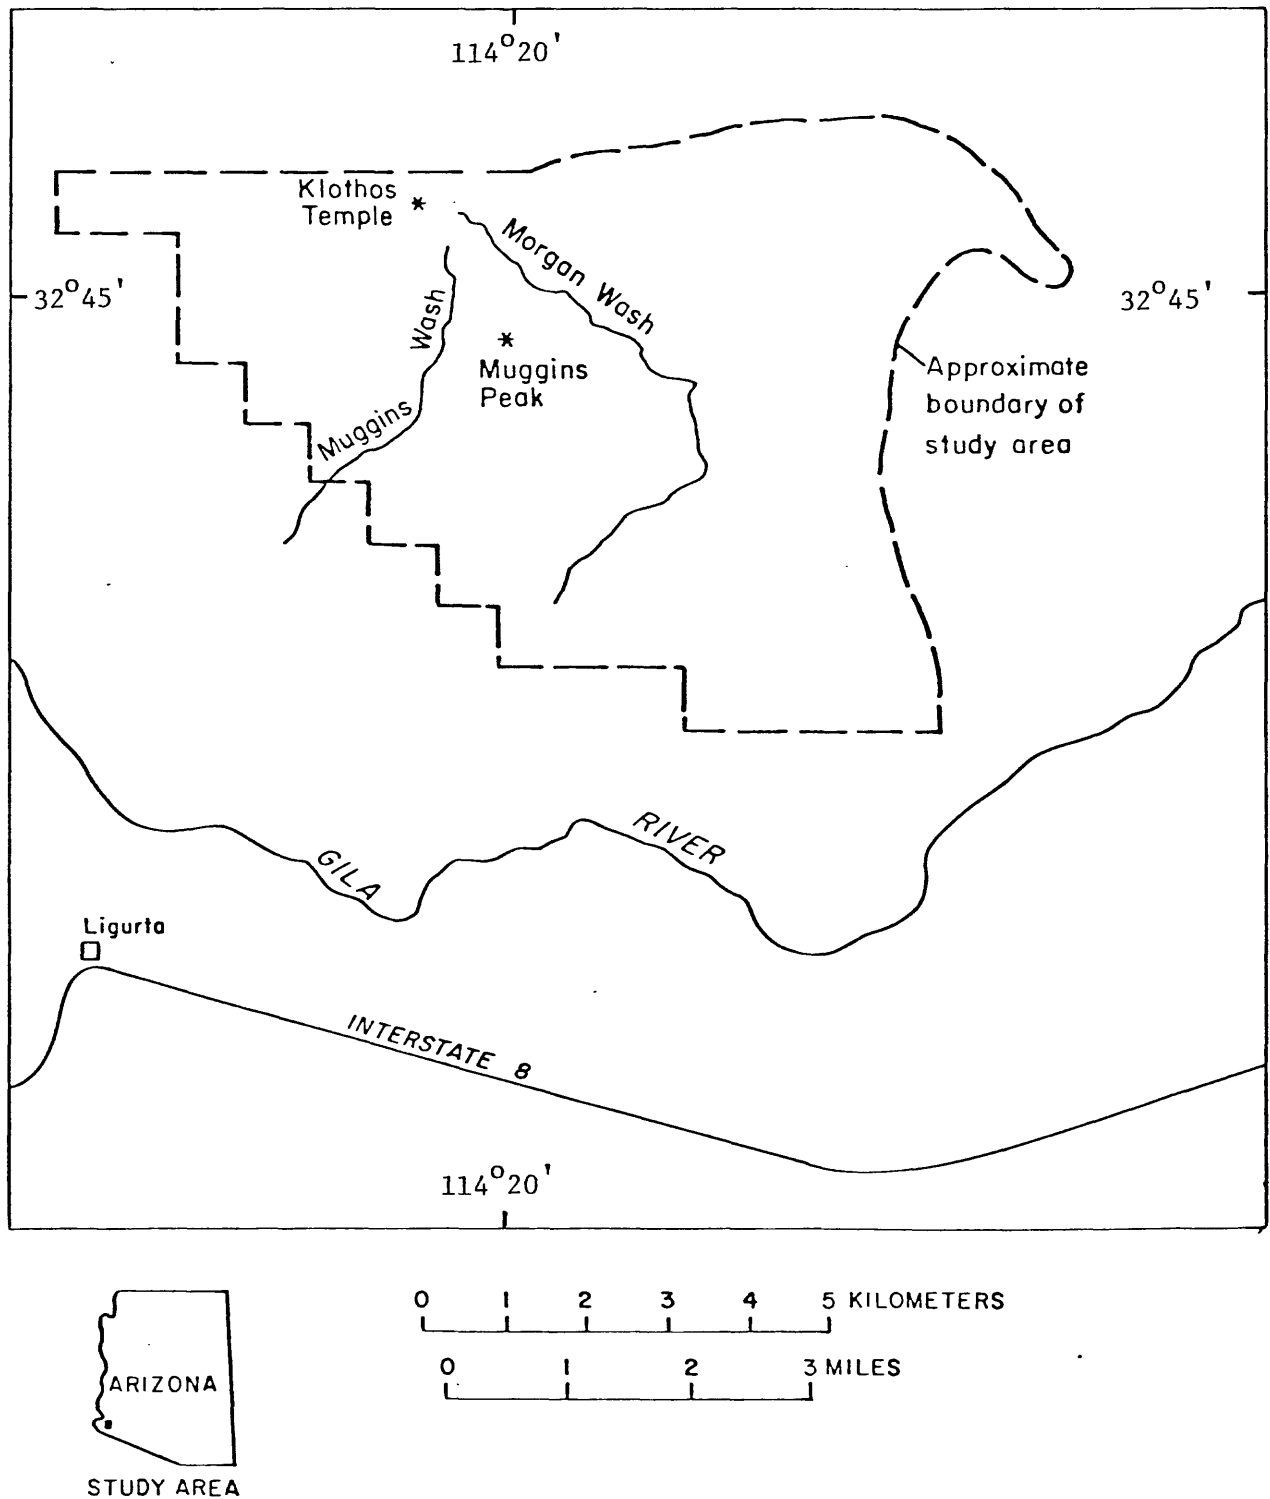 114°20'
Klothos
Temple
Morgan Wash
32°45'
32°45'
Wash
Muggins
Muggins
Peak
Approximate
boundary of
study area
RIVER
GILA
Ligurta
INTERSTATE 8
114°20'
0 1 2 3 4 5 KILOMETERS
0 1 2 3 MILES
ARIZONA
STUDY AREA